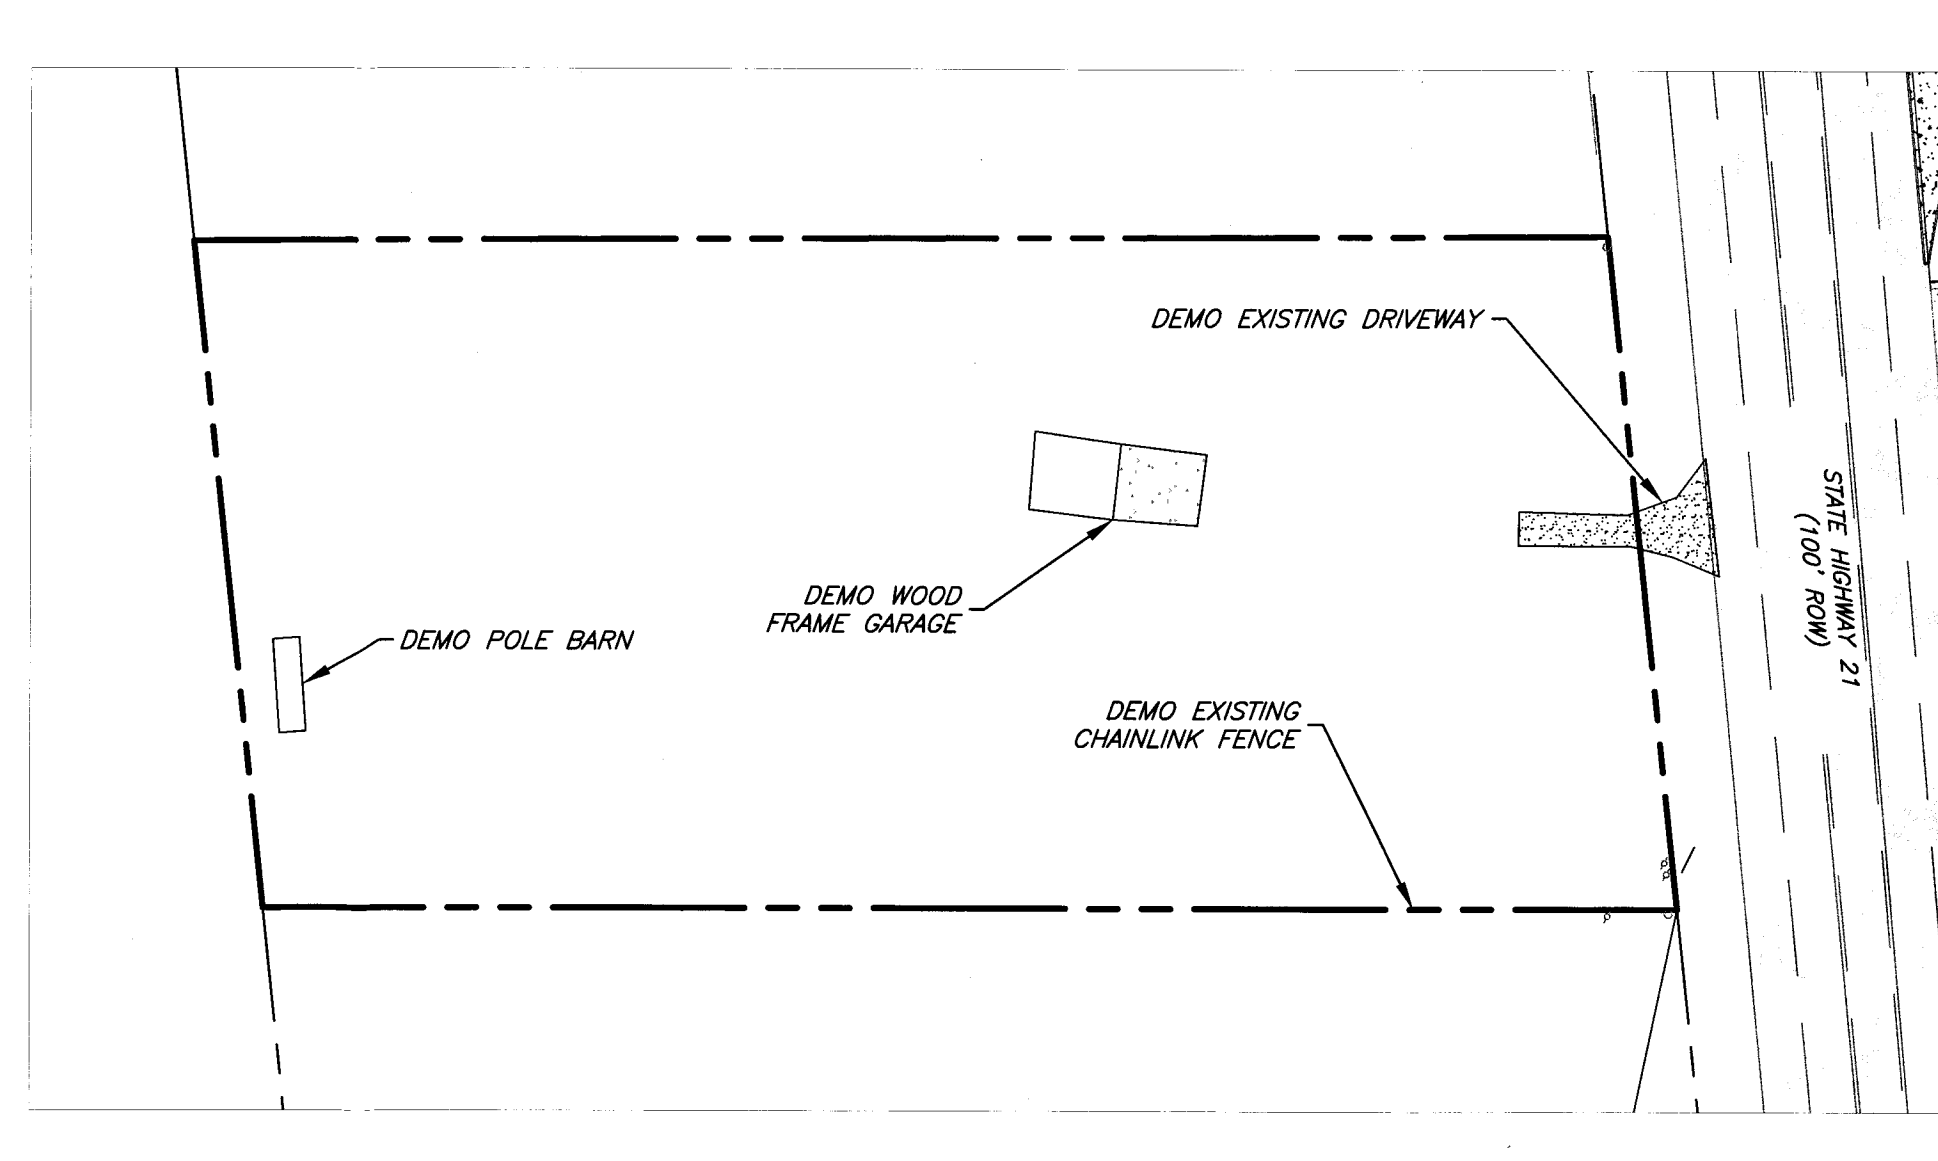 DEMO EXISTING DRIVEWAY
STATE HIGHWAY 21
(100' ROW)
DEMO WOOD
FRAME GARAGE
DEMO POLE BARN
DEMO EXISTING
CHAINLINK FENCE